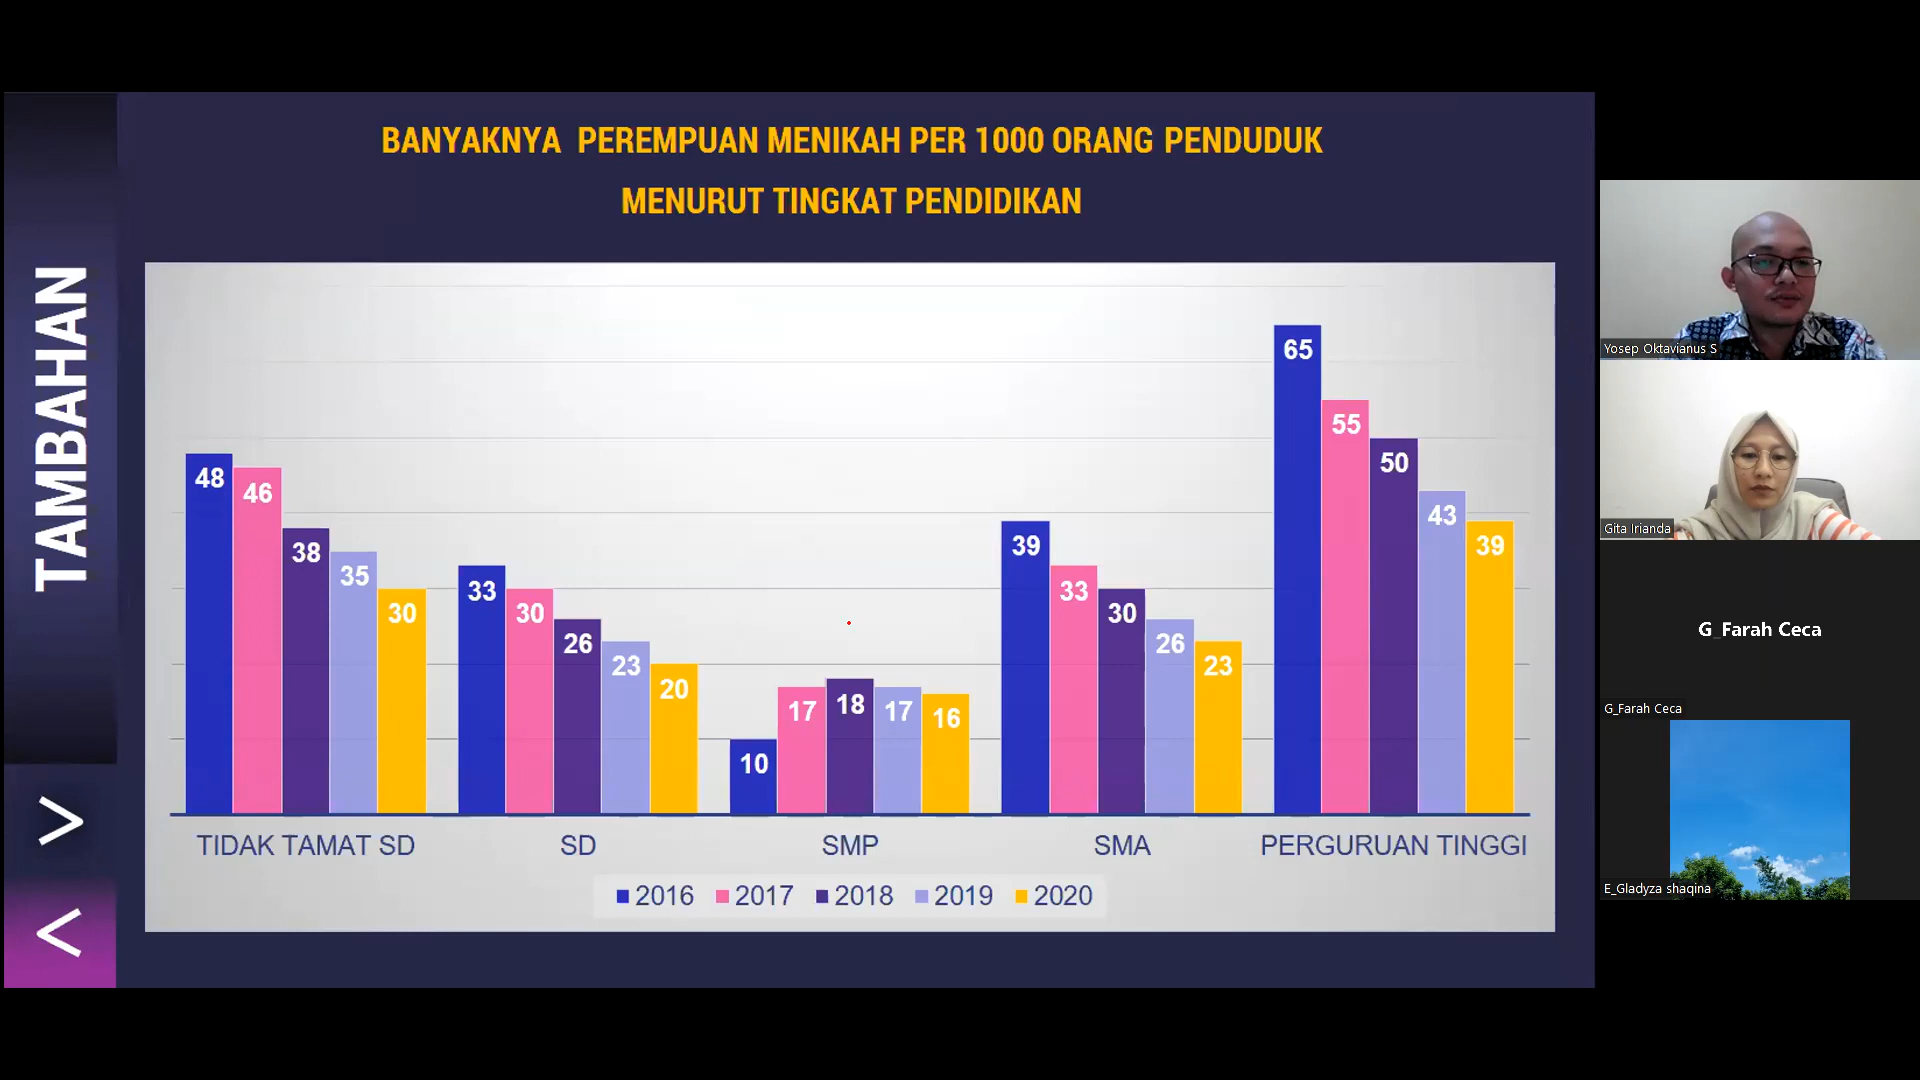 TAMBAHAN
BANYAKNYA PEREMPUAN MENIKAH PER 1000 ORANG PENDUDUK
MENURUT TINGKAT PENDIDIKAN
48 46 38 35 30
33 30 26 23 20
10 17 18 17 16
39 33 30 26 23
65 55 50 43 39
TIDAK TAMAT SD SD SMP SMA PERGURUAN TINGGI
2016 2017 2018 2019 2020
Yosep Oktavianus S
Gita Irianda
G_Farah Ceca
G_Farah Ceca
E_Gladyza shaqina